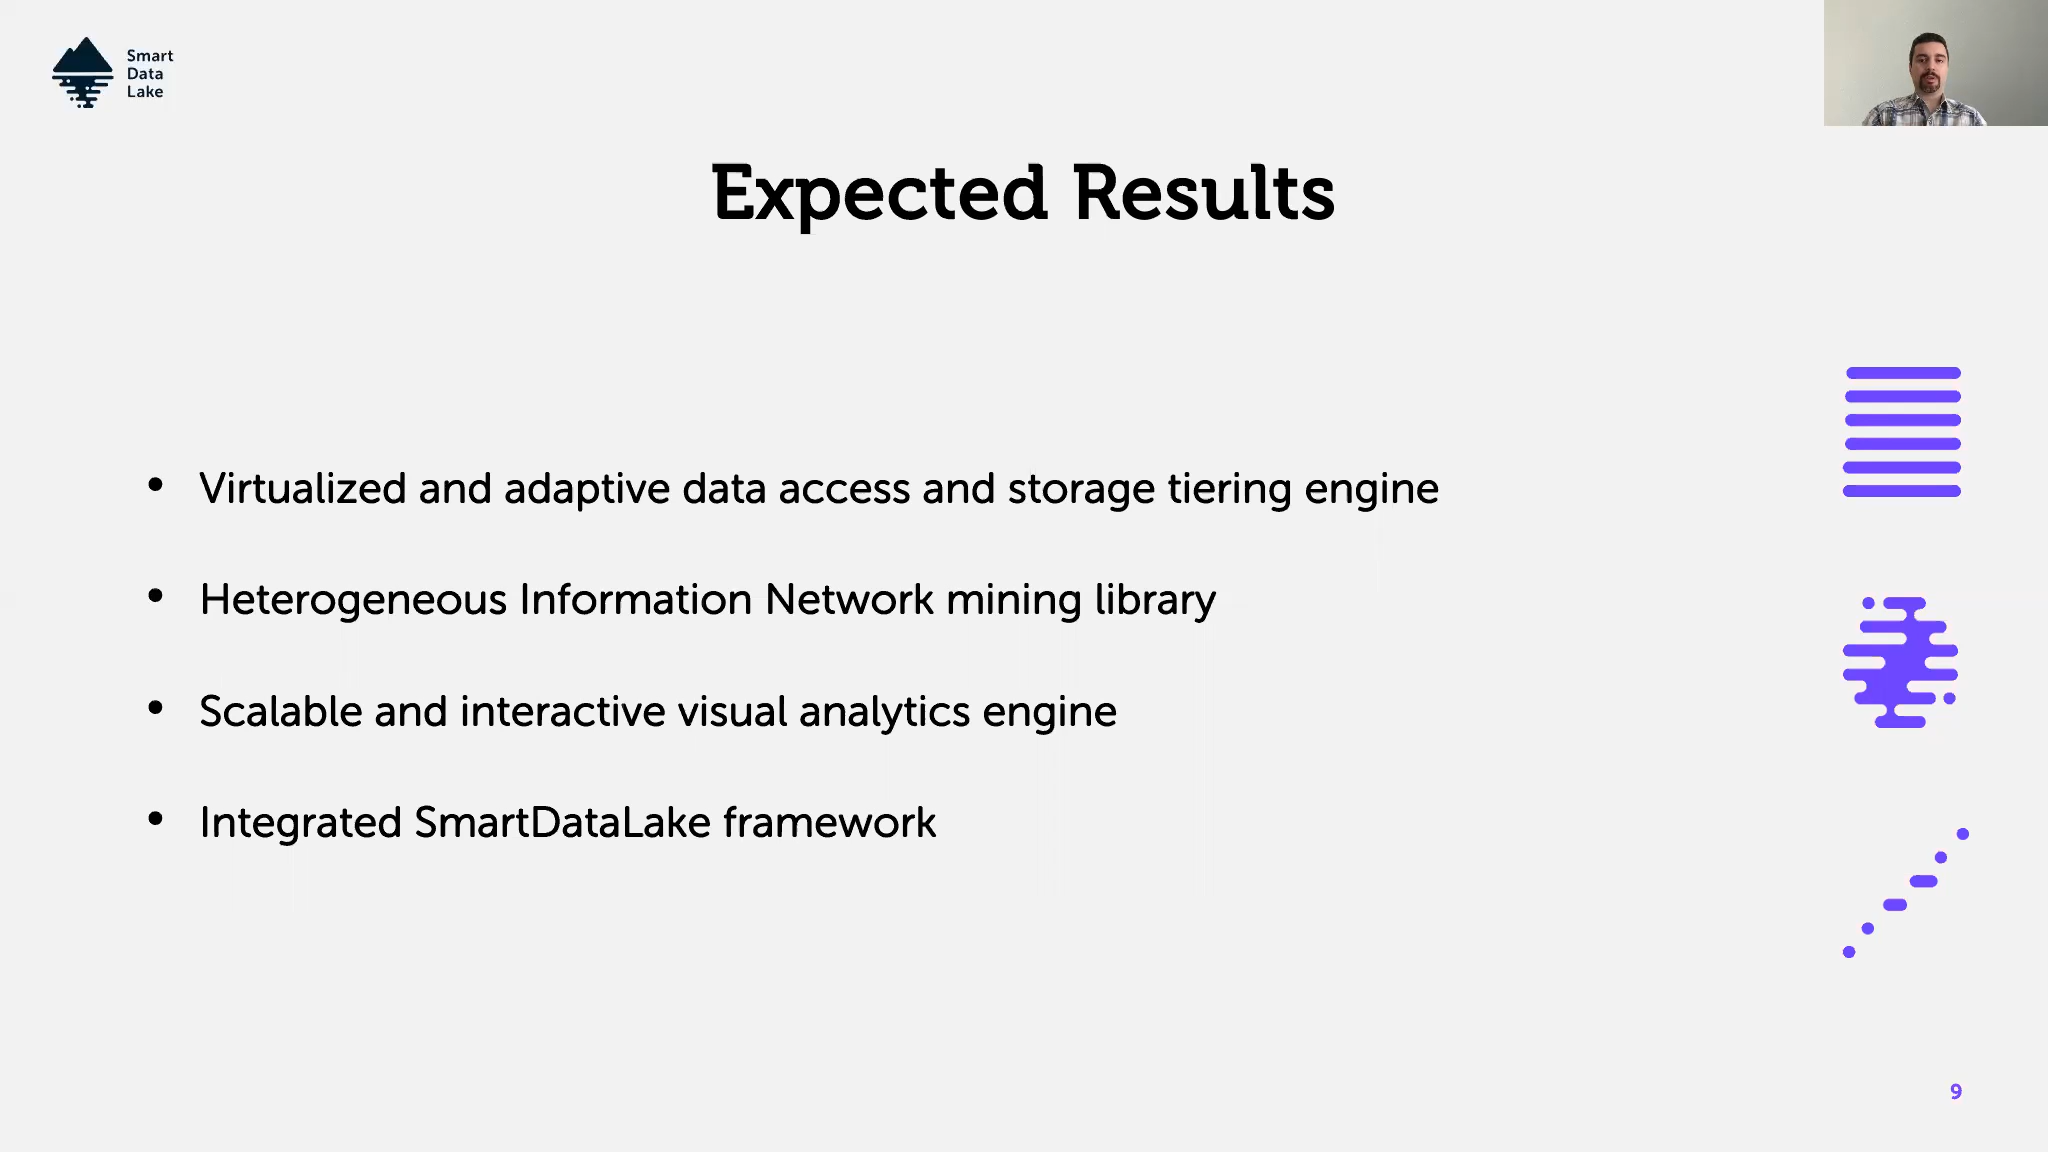 Smart
Data
Lake
Expected Results
• Virtualized and adaptive data access and storage tiering engine
• Heterogeneous Information Network mining library
• Scalable and interactive visual analytics engine
• Integrated SmartDataLake framework
9